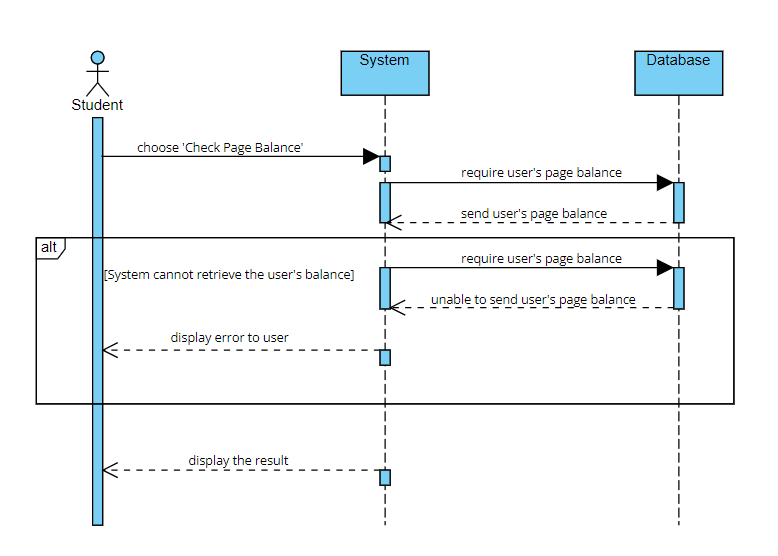 System
Database
Student
choose 'Check Page Balance'
require user's page balance
send user's page balance
alt
require user's page balance
[System cannot retrieve the user's balance]
unable to send user's page balance
display error to user
display the result